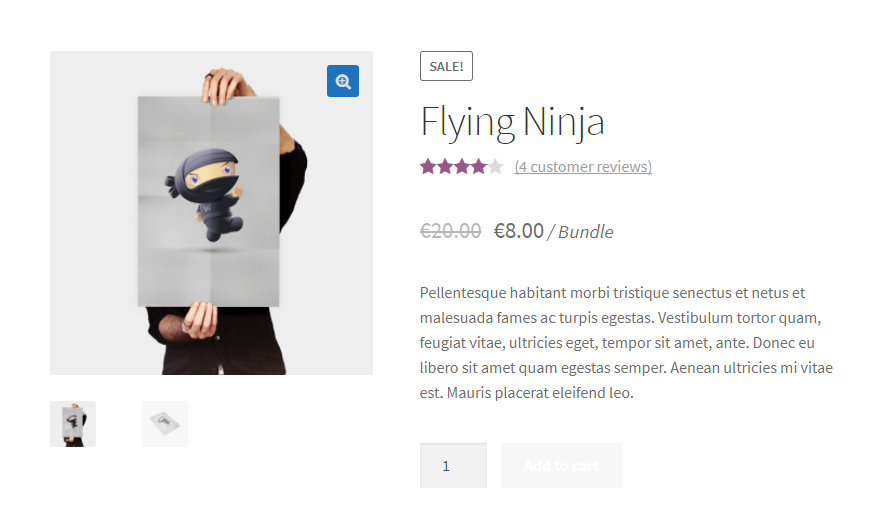 SALE!
Flying Ninja
(4 customer reviews)
€20.00 €8.00 / Bundle
Pellentesque habitant morbi tristique senectus et netus et
malesuada fames ac turpis egestas. Vestibulum tortor quam,
feugiat vitae, ultricies eget, tempor sit amet, ante. Donec eu
libero sit amet quam egestas semper. Aenean ultricies mi vitae
est. Mauris placerat eleifend leo.
1 Add to cart